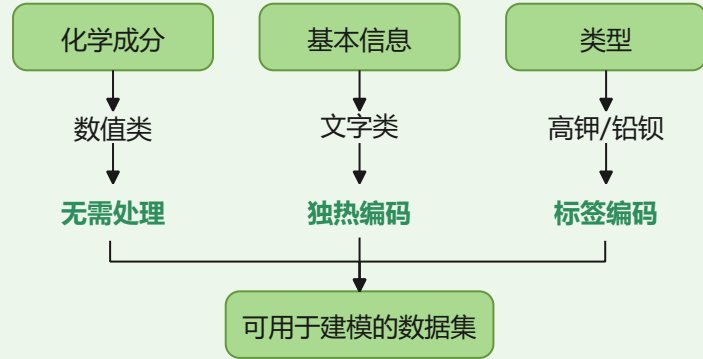 化学成分
基本信息
类型
数值类
文字类
高钾/铅钡
无需处理
独热编码
标签编码
可用于建模的数据集